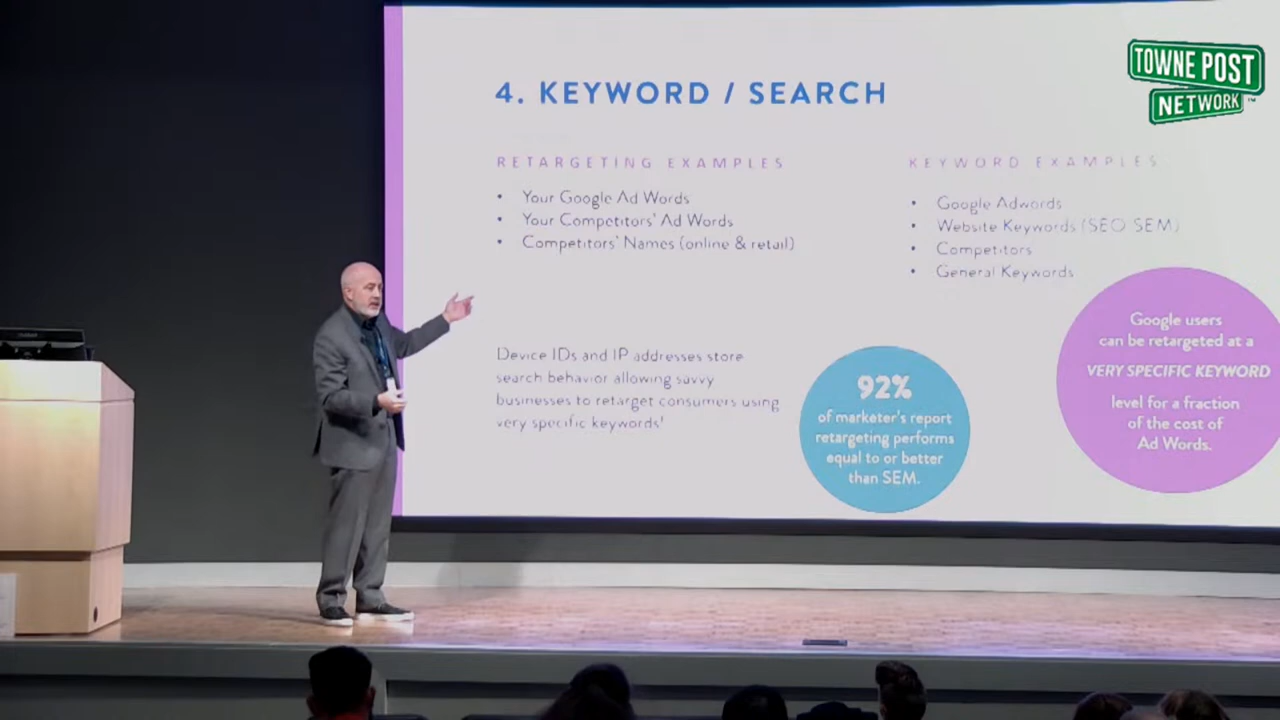 TOWNE POST
NETWORK
4. KEYWORD / SEARCH
RETARGETING EXAMPLES
• Your Google Ad Words
• Your Competitors' Ad Words
• Competitors' Names (online & retail)
KEYWORD EXAMPLES
• Google Adwords
• Website Keywords (SEO SEM)
• Competitors
• General Keywords
Device IDs and IP addresses store
search behavior allowing savvy
businesses to retarget consumers using
very specific keywords¹
92%
of marketer's report
retargeting performs
equal to or better
than SEM.
Google users
can be retargeted at a
VERY SPECIFIC KEYWORD
level for a fraction
of the cost of
Ad Words.